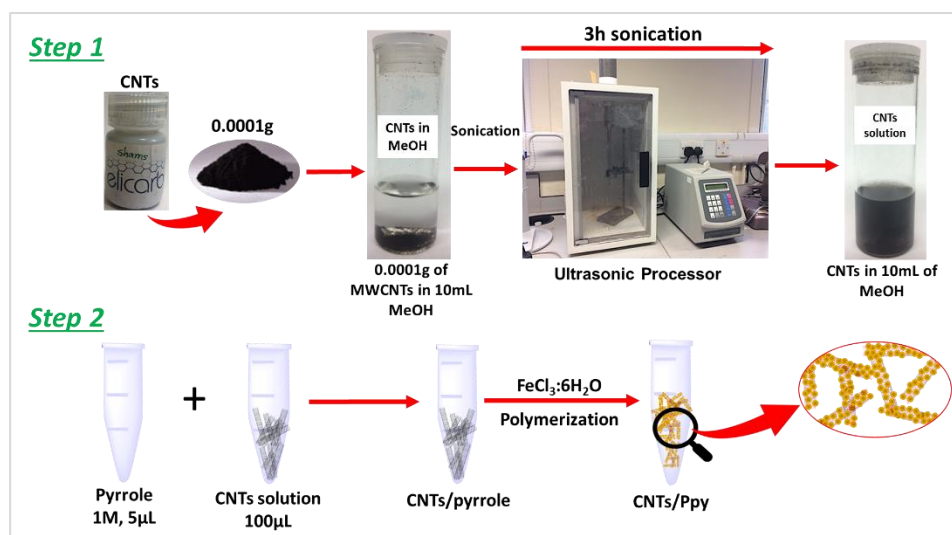 Step 1
CNTs
shams
elicarb
0.0001g
CNTs in
MeOH
0.0001g of
MWCNTs in 10mL
MeOH
Sonication
3h sonication
Ultrasonic Processor
CNTs
solution
CNTs in 10mL of
MeOH
Step 2
Pyrrole
1M, 5µL
+
CNTs solution
100µL
CNTs/pyrrole
FeCl₃:6H₂O
Polymerization
CNTs/Ppy